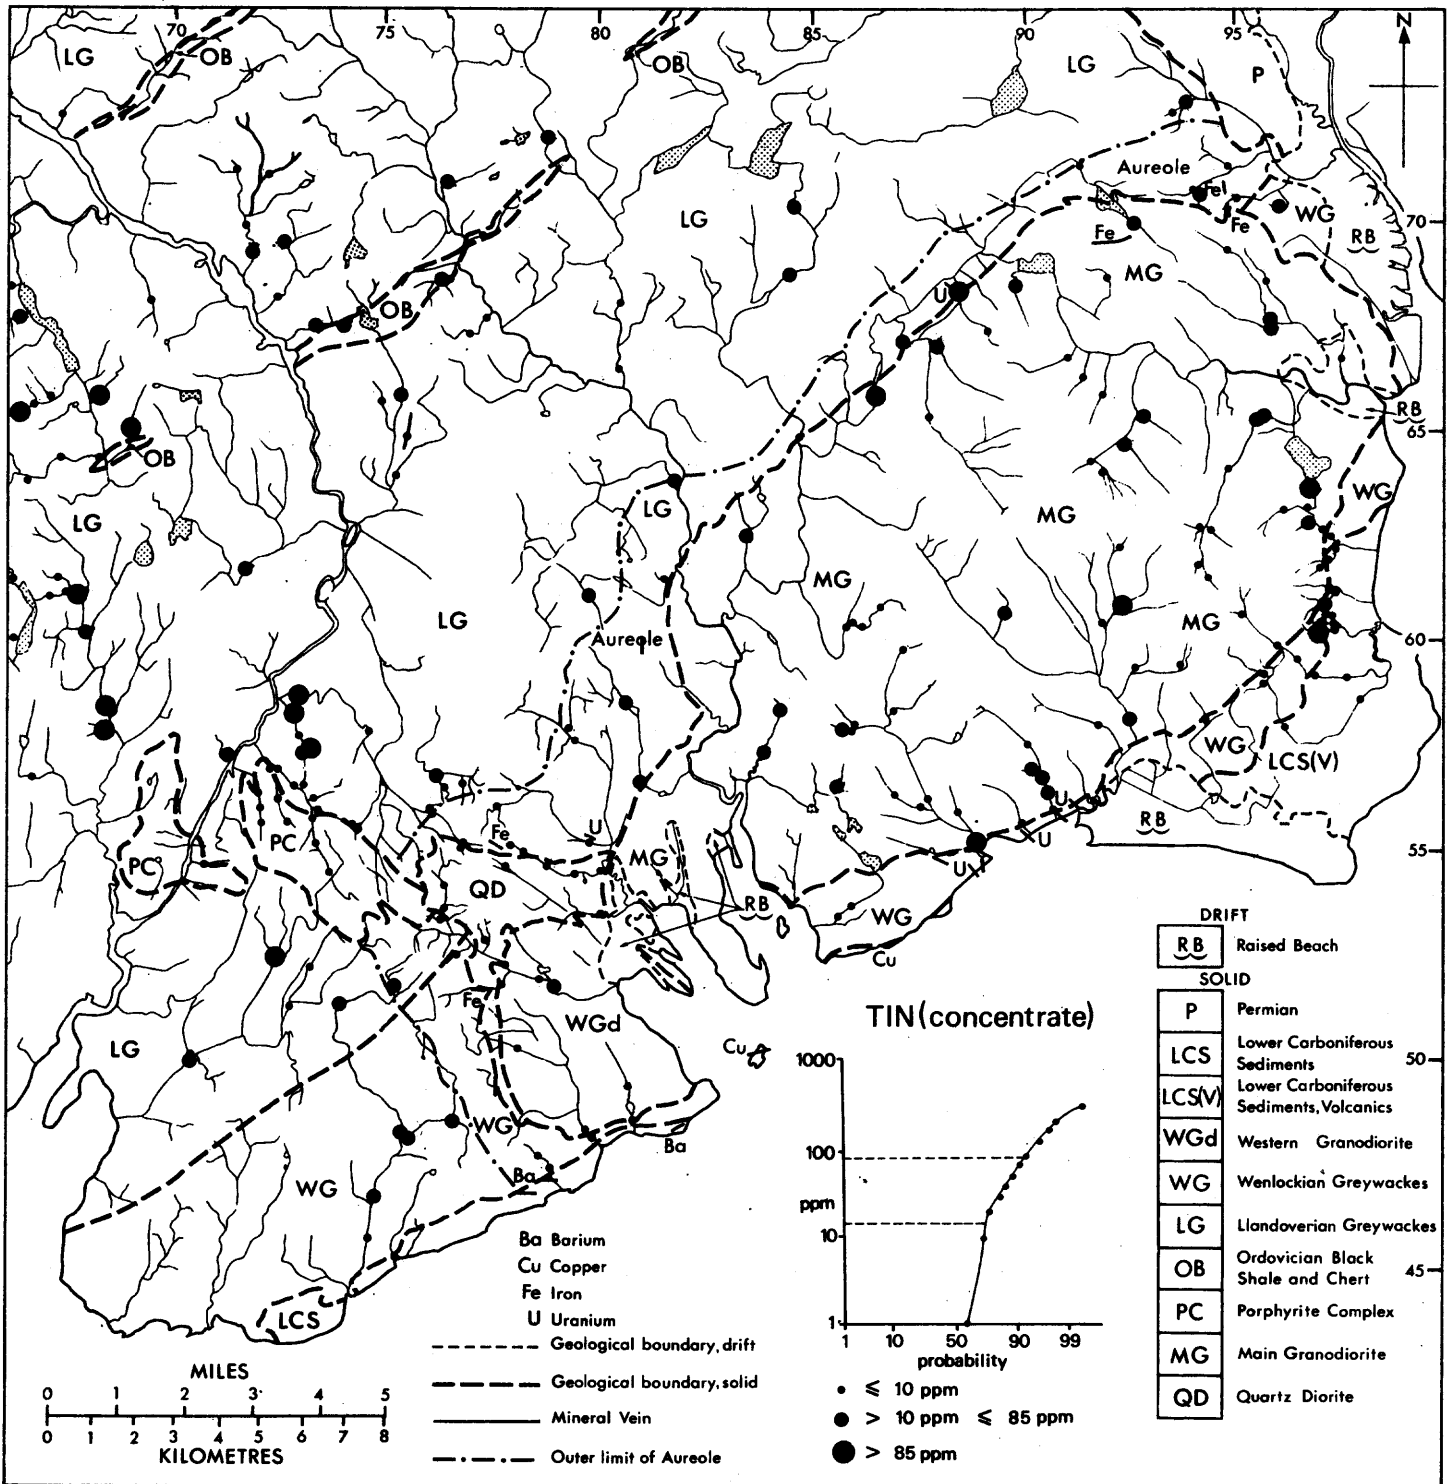 70 75 80 85 90 95 N
LG OB OB LG P
Aureole
LG Fe WG 70
Fe Fe RB
MG
U
OB
RB
65
OB
LG LG WG
MG
MG
LG MG 60
Aureole
WG LCS(V)
U
Fe U RB
PC MG U 55
PC QD U
RB
WG
Cu
Fe
WGd
LG Cu 50
WG
Ba
Ba
WG
45
LCS
DRIFT
RB Raised Beach
SOLID
P Permian
LCS Lower Carboniferous
Sediments
LCS(V) Lower Carboniferous
Sediments, Volcanics
WGd Western Granodiorite
WG Wenlockian Greywackes
LG Llandoverian Greywackes
OB Ordovician Black
Shale and Chert
PC Porphyrite Complex
MG Main Granodiorite
QD Quartz Diorite
TIN (concentrate)
1000
100
ppm
10
1
1 10 50 90 99
probability
⩽ 10 ppm
> 10 ppm ⩽ 85 ppm
> 85 ppm
Ba Barium
Cu Copper
Fe Iron
U Uranium
Geological boundary, drift
Geological boundary, solid
Mineral Vein
Outer limit of Aureole
MILES
0 1 2 3 4 5
0 1 2 3 4 5 6 7 8
KILOMETRES